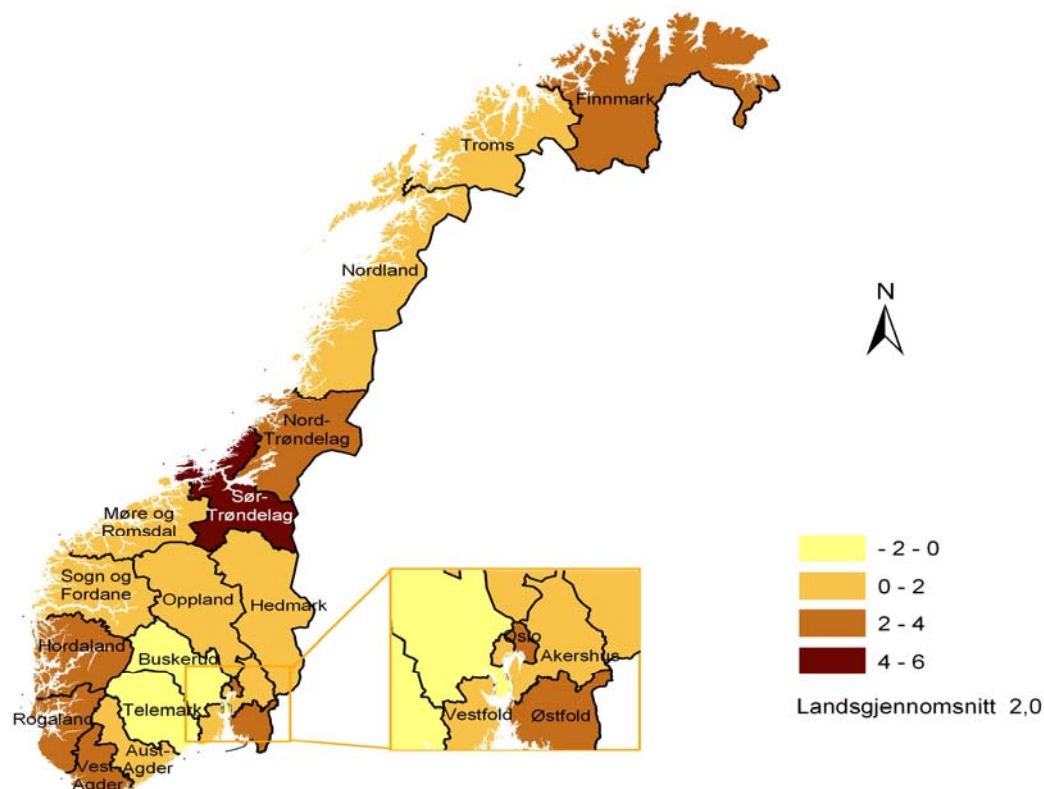 Finnmark
Troms
Nordland
N
Nord-
Trøndelag
Sør-
Trøndelag
Møre og
Romsdal
Sogn og
Fordane
Oppland
Hedmark
Hordaland
Buskerud
Telemark
Rogaland
Aust-
Agder
Vest-
Agder
Oslo
Akershus
Vestfold
Østfold
- 2 - 0
0 - 2
2 - 4
4 - 6
Landsgjennomsnitt 2,0